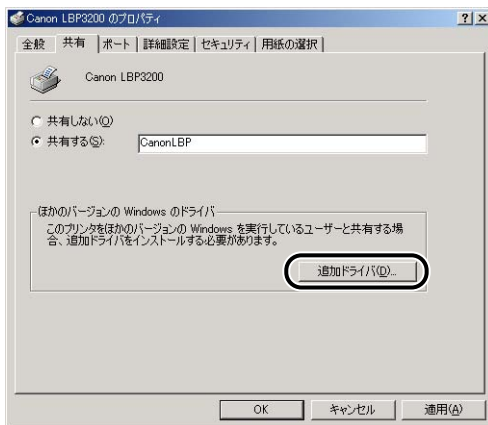 Canon LBP3200 のプロパティ
? ×
全般 共有 ポート 詳細設定 セキュリティ 用紙の選択
Canon LBP3200
共有しない(O)
共有する(S): CanonLBP
ほかのバージョンの Windows のドライバ
このプリンタをほかのバージョンの Windows を実行しているユーザーと共有する場
合、追加ドライバをインストールする必要があります。
追加ドライバ(D)...
OK キャンセル 適用(A)